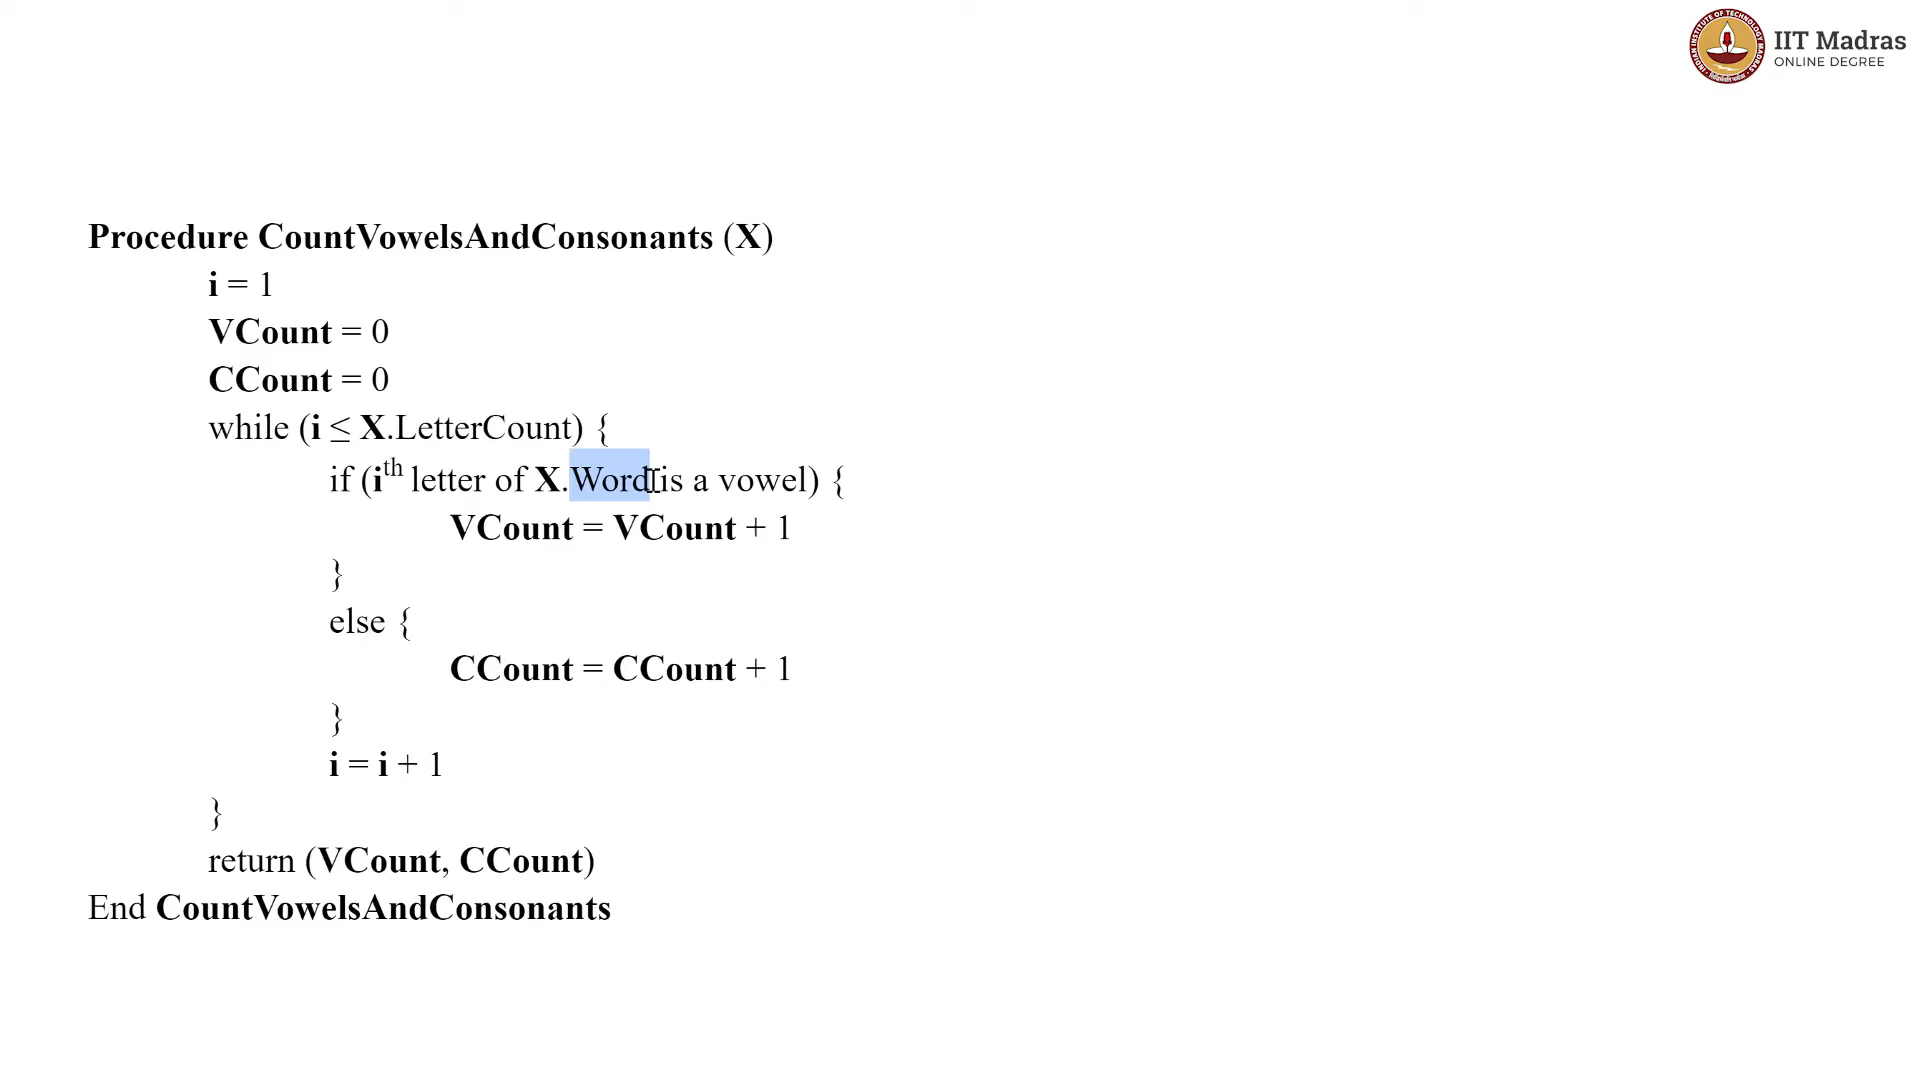 IIT Madras
ONLINE DEGREE
Procedure CountVowelsAndConsonants (X)
i = 1
VCount = 0
CCount = 0
while (i ≤ X.LetterCount) {
if (iᵗʰ letter of X.Word is a vowel) {
VCount = VCount + 1
}
else {
CCount = CCount + 1
}
i = i + 1
}
return (VCount, CCount)
End CountVowelsAndConsonants